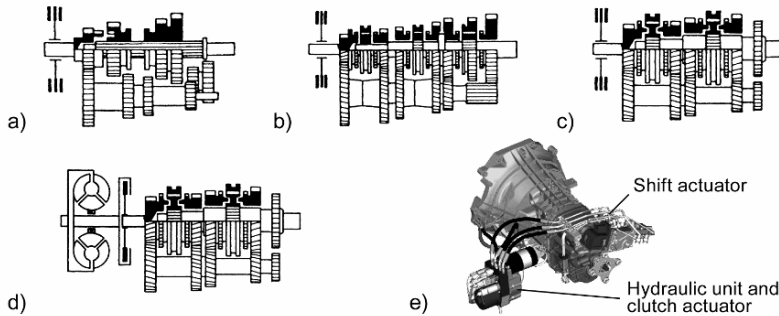 a)
b)
c)
d)
e)
Shift actuator
Hydraulic unit and
clutch actuator